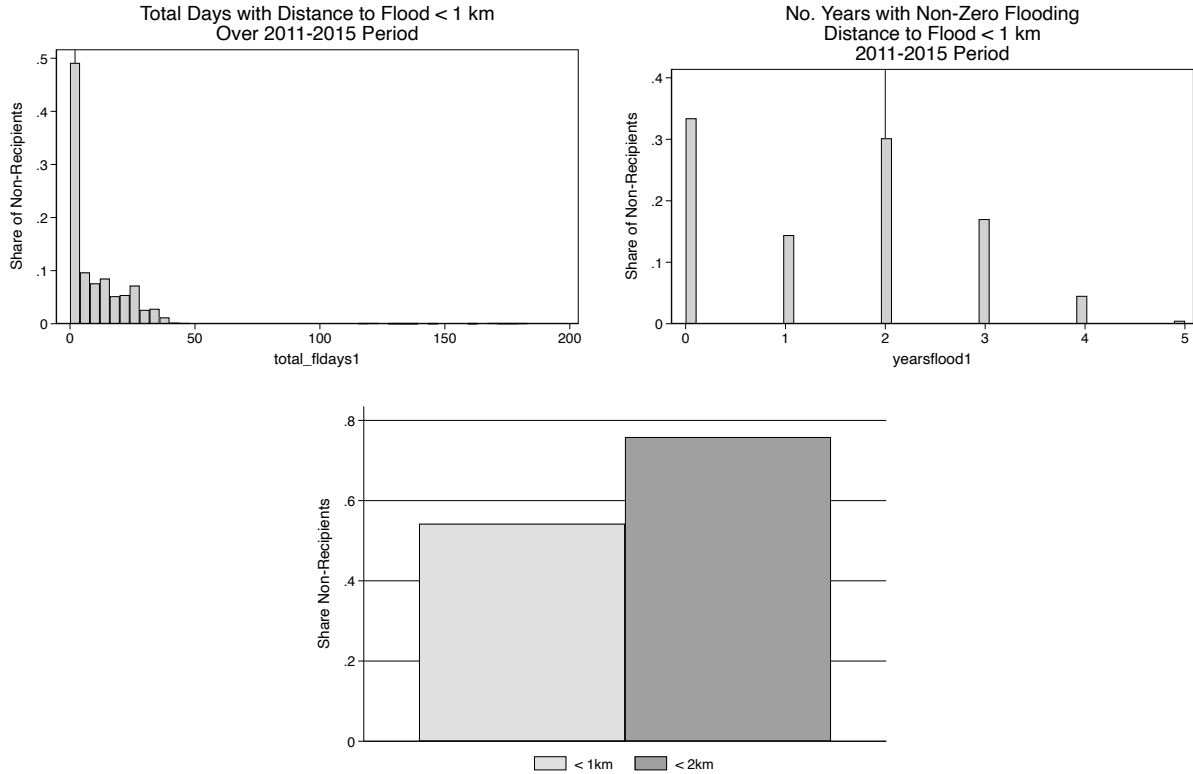 Total Days with Distance to Flood < 1 km
Over 2011-2015 Period
Share of Non-Recipients
.5
.4
.3
.2
.1
0
0 50 100 150 200
total_fldays1
No. Years with Non-Zero Flooding
Distance to Flood < 1 km
2011-2015 Period
Share of Non-Recipients
.4
.3
.2
.1
0
0 1 2 3 4 5
yearsflood1
Share Non-Recipients
.8
.6
.4
.2
0
< 1km < 2km